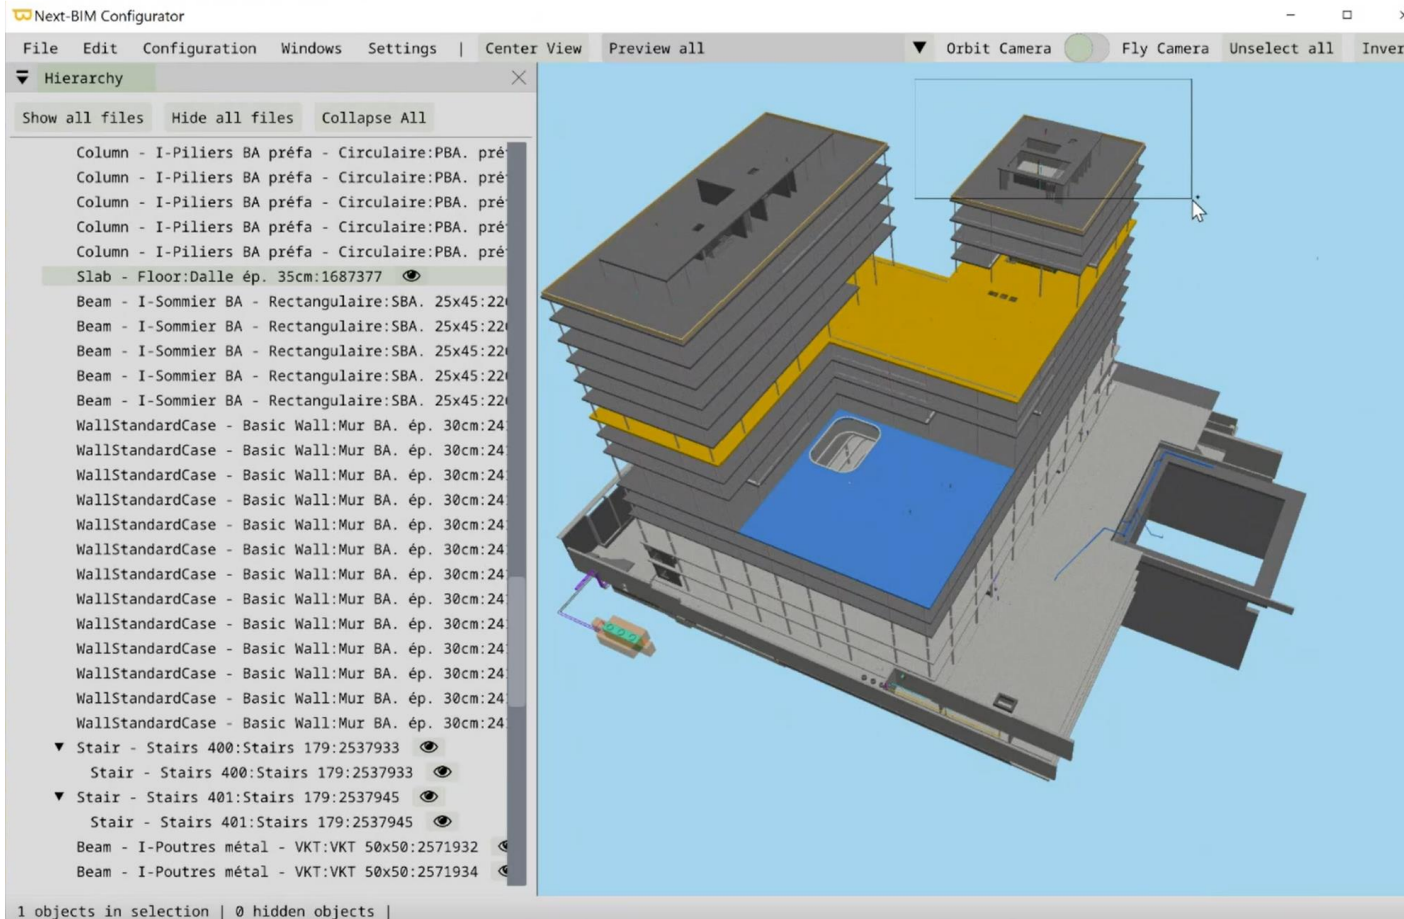 Next-BIM Configurator
File Edit Configuration Windows Settings | Center View Preview all Orbit Camera Fly Camera Unselect all Inver
Hierarchy
Show all files Hide all files Collapse All
Column - I-Piliers BA préfa - Circulaire:PBA. pré
Column - I-Piliers BA préfa - Circulaire:PBA. pré
Column - I-Piliers BA préfa - Circulaire:PBA. pré
Column - I-Piliers BA préfa - Circulaire:PBA. pré
Column - I-Piliers BA préfa - Circulaire:PBA. pré
Slab - Floor:Dalle ép. 35cm:1687377
Beam - I-Sommier BA - Rectangulaire:SBA. 25x45:22
Beam - I-Sommier BA - Rectangulaire:SBA. 25x45:22
Beam - I-Sommier BA - Rectangulaire:SBA. 25x45:22
Beam - I-Sommier BA - Rectangulaire:SBA. 25x45:22
Beam - I-Sommier BA - Rectangulaire:SBA. 25x45:22
WallStandardCase - Basic Wall:Mur BA. ép. 30cm:24
WallStandardCase - Basic Wall:Mur BA. ép. 30cm:24
WallStandardCase - Basic Wall:Mur BA. ép. 30cm:24
WallStandardCase - Basic Wall:Mur BA. ép. 30cm:24
WallStandardCase - Basic Wall:Mur BA. ép. 30cm:24
WallStandardCase - Basic Wall:Mur BA. ép. 30cm:24
WallStandardCase - Basic Wall:Mur BA. ép. 30cm:24
WallStandardCase - Basic Wall:Mur BA. ép. 30cm:24
WallStandardCase - Basic Wall:Mur BA. ép. 30cm:24
WallStandardCase - Basic Wall:Mur BA. ép. 30cm:24
WallStandardCase - Basic Wall:Mur BA. ép. 30cm:24
WallStandardCase - Basic Wall:Mur BA. ép. 30cm:24
WallStandardCase - Basic Wall:Mur BA. ép. 30cm:24
Stair - Stairs 400:Stairs 179:2537933
Stair - Stairs 400:Stairs 179:2537933
Stair - Stairs 401:Stairs 179:2537945
Stair - Stairs 401:Stairs 179:2537945
Beam - I-Poutres métal - VKT:VKT 50x50:2571932
Beam - I-Poutres métal - VKT:VKT 50x50:2571934
1 objects in selection | 0 hidden objects |